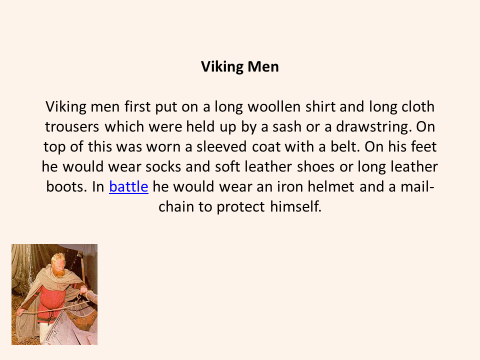 Viking Men
Viking men first put on a long woollen shirt and long cloth
trousers which were held up by a sash or a drawstring. On
top of this was worn a sleeved coat with a belt. On his feet
he would wear socks and soft leather shoes or long leather
boots. In battle he would wear an iron helmet and a mail-
chain to protect himself.